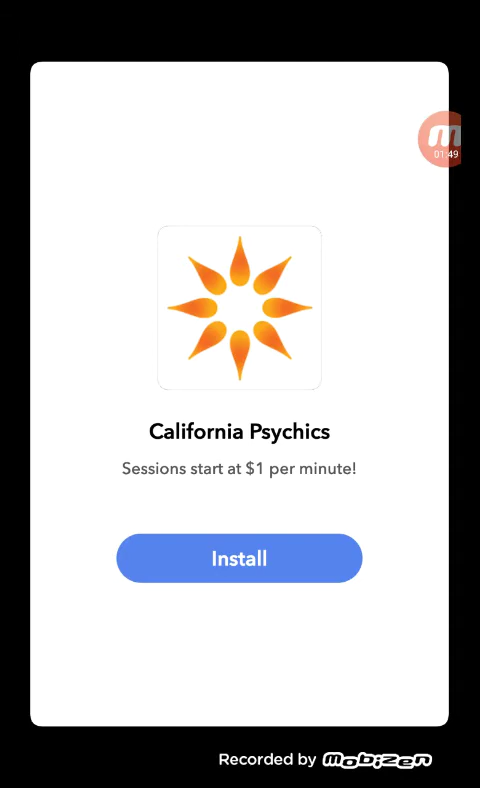 M
01:49
California Psychics
Sessions start at $1 per minute!
Install
Recorded by mobizen